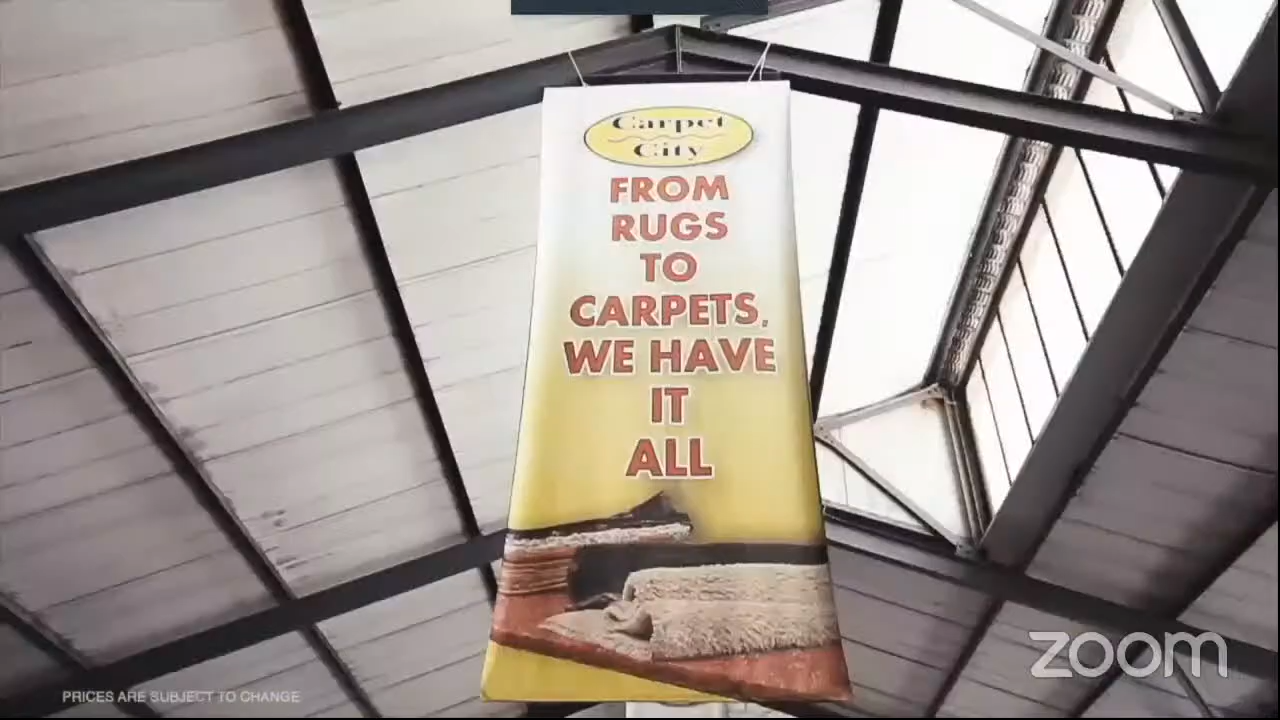 Carpet
City
FROM
RUGS
TO
CARPETS,
WE HAVE
IT
ALL
zoom
PRICES ARE SUBJECT TO CHANGE